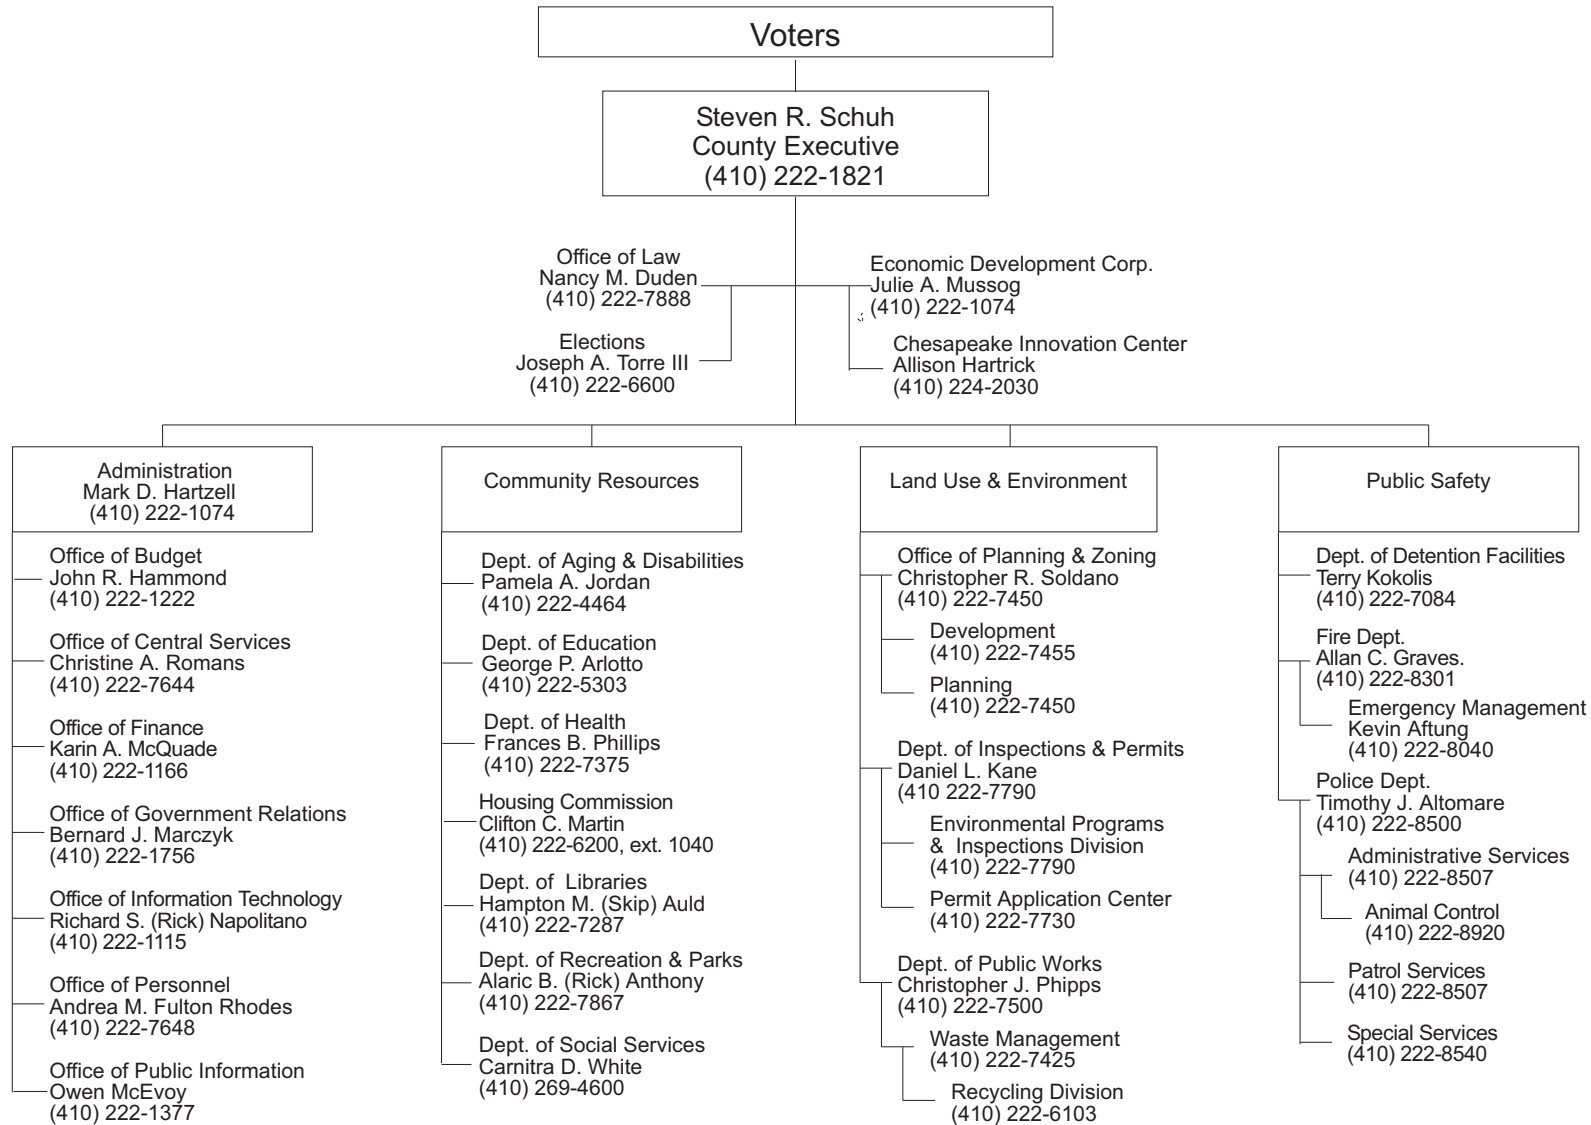 Voters
Steven R. Schuh
County Executive
(410) 222-1821
Office of Law
Nancy M. Duden
(410) 222-7888
Elections
Joseph A. Torre III
(410) 222-6600
Economic Development Corp.
Julie A. Mussog
(410) 222-1074
Chesapeake Innovation Center
Allison Hartrick
(410) 224-2030
Administration
Mark D. Hartzell
(410) 222-1074
Office of Budget
John R. Hammond
(410) 222-1222
Office of Central Services
Christine A. Romans
(410) 222-7644
Office of Finance
Karin A. McQuade
(410) 222-1166
Office of Government Relations
Bernard J. Marczyk
(410) 222-1756
Office of Information Technology
Richard S. (Rick) Napolitano
(410) 222-1115
Office of Personnel
Andrea M. Fulton Rhodes
(410) 222-7648
Office of Public Information
Owen McEvoy
(410) 222-1377
Community Resources
Dept. of Aging & Disabilities
Pamela A. Jordan
(410) 222-4464
Dept. of Education
George P. Arlotto
(410) 222-5303
Dept. of Health
Frances B. Phillips
(410) 222-7375
Housing Commission
Clifton C. Martin
(410) 222-6200, ext. 1040
Dept. of Libraries
Hampton M. (Skip) Auld
(410) 222-7287
Dept. of Recreation & Parks
Alaric B. (Rick) Anthony
(410) 222-7867
Dept. of Social Services
Carnitra D. White
(410) 269-4600
Land Use & Environment
Office of Planning & Zoning
Christopher R. Soldano
(410) 222-7450
Development
(410) 222-7455
Planning
(410) 222-7450
Dept. of Inspections & Permits
Daniel L. Kane
(410 222-7790
Environmental Programs
& Inspections Division
(410) 222-7790
Permit Application Center
(410) 222-7730
Dept. of Public Works
Christopher J. Phipps
(410) 222-7500
Waste Management
(410) 222-7425
Recycling Division
(410) 222-6103
Public Safety
Dept. of Detention Facilities
Terry Kokolis
(410) 222-7084
Fire Dept.
Allan C. Graves.
(410) 222-8301
Emergency Management
Kevin Aftung
(410) 222-8040
Police Dept.
Timothy J. Altomare
(410) 222-8500
Administrative Services
(410) 222-8507
Animal Control
(410) 222-8920
Patrol Services
(410) 222-8507
Special Services
(410) 222-8540